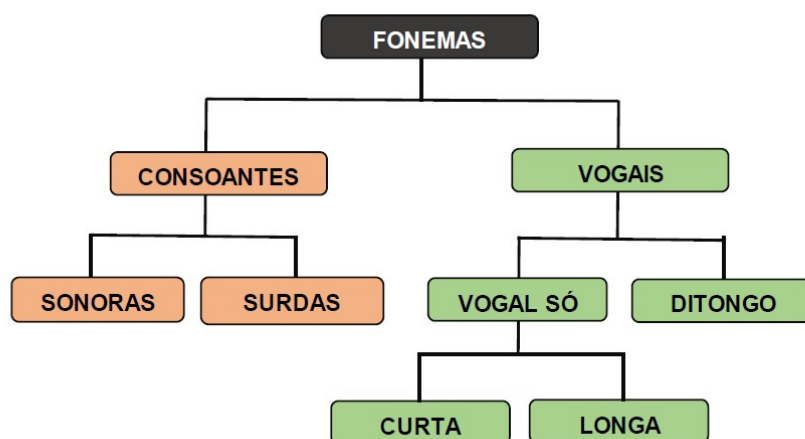 FONEMAS
CONSOANTES
VOGAIS
SONORAS
SURDAS
VOGAL SÓ
DITONGO
CURTA
LONGA